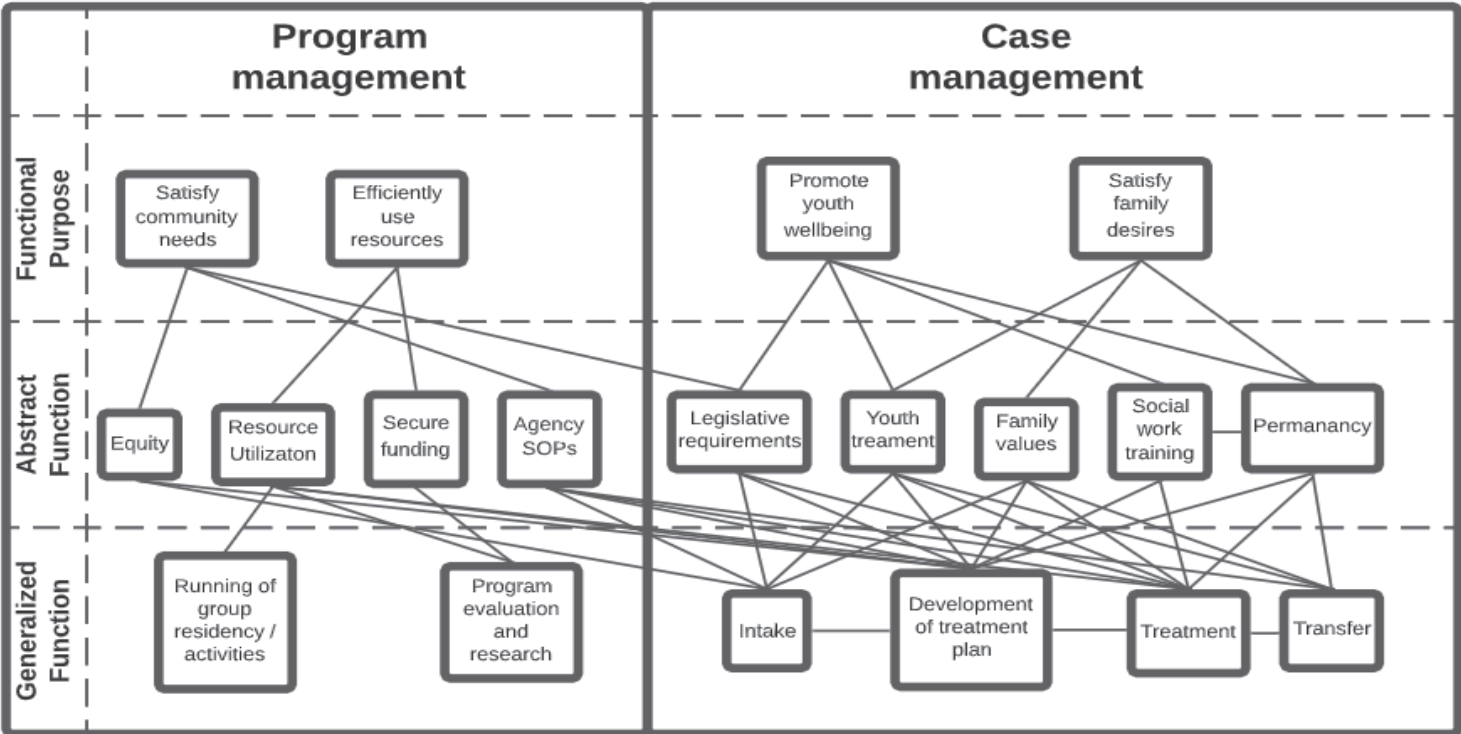 Program
management
Case
management
Functional
Purpose
Satisfy
community
needs
Efficiently
use
resources
Promote
youth
wellbeing
Satisfy
family
desires
Abstract
Function
Equity
Resource
Utilizaton
Secure
funding
Agency
SOPs
Legislative
requirements
Youth
treament
Family
values
Social
work
training
Permanancy
Generalized
Function
Running of
group
residency /
activities
Program
evaluation
and
research
Intake
Development
of treatment
plan
Treatment
Transfer